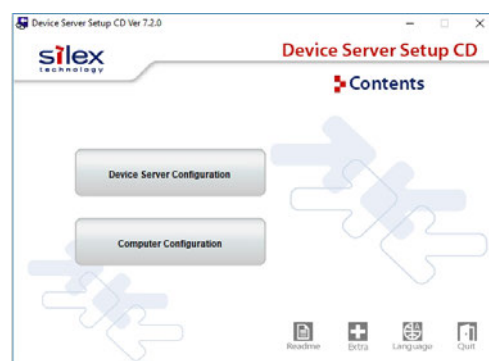 Device Server Setup CD Ver 7.2.0
silex
technology
Device Server Setup CD
Contents
Device Server Configuration
Computer Configuration
Readme
Extra
Language
Quit